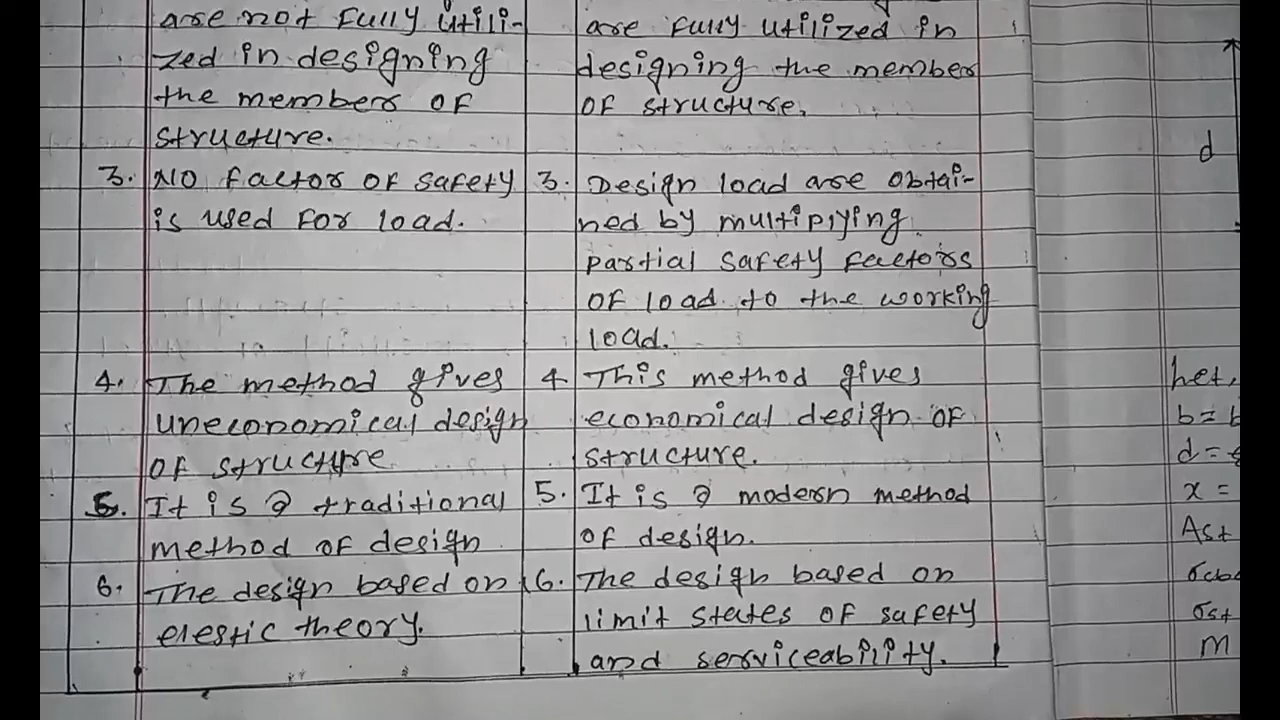 are not fully utili-
zed in designing
the members of
structure.
3. No factor of safety
is used for load.
4. The method gives
uneconomical design
of structure
5. It is a traditional
method of design
6. The design based on
elestic theory.
are fully utilized in
designing the member
of structure.
3. Design load are obtai-
ned by multiplying
partial safety factors
of load to the working
load.
4. This method gives
economical design of
structure.
5. It is a modern method
of design.
6. The design based on
limit states of safety
and serviceability.
d
b=
d=
x =
Ast
σst
m